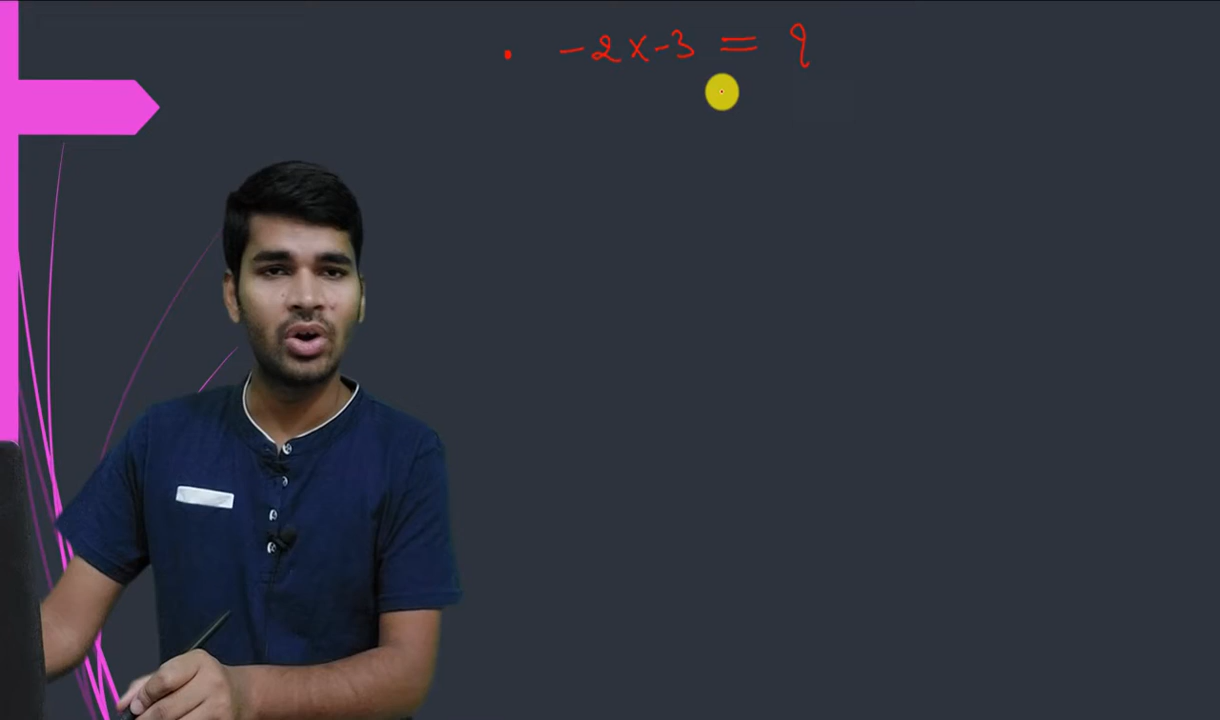 . -2x-3 = 9